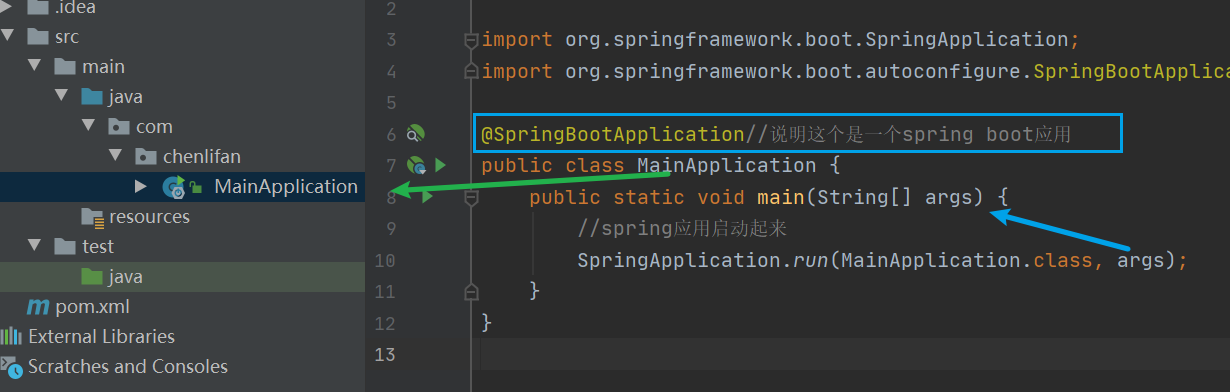 .idea
src
main
java
com
chenlifan
MainApplication
resources
test
java
pom.xml
External Libraries
Scratches and Consoles
2
3 import org.springframework.boot.SpringApplication;
4 import org.springframework.boot.autoconfigure.SpringBootApplica
5
6 @SpringBootApplication//说明这个是一个spring boot应用
7 public class MainApplication {
8 public static void main(String[] args) {
9 //spring应用启动起来
10 SpringApplication.run(MainApplication.class, args);
11 }
12 }
13